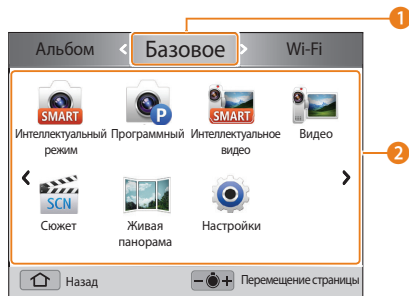 1
Альбом < Базовое > Wi-Fi
SMART P SMART
Интеллектуальный режим
Программный
Интеллектуальное видео
Видео
2
SCN
Сюжет
Живая панорама
Настройки
Назад
Перемещение страницы